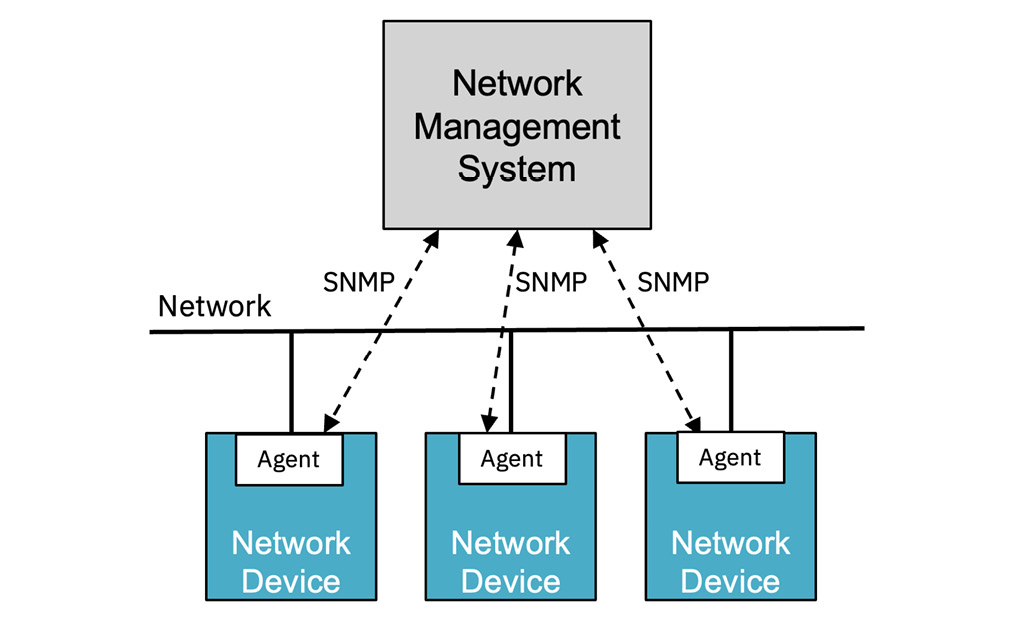 Network
Management
System
SNMP
SNMP
SNMP
Network
Agent
Agent
Agent
Network
Device
Network
Device
Network
Device